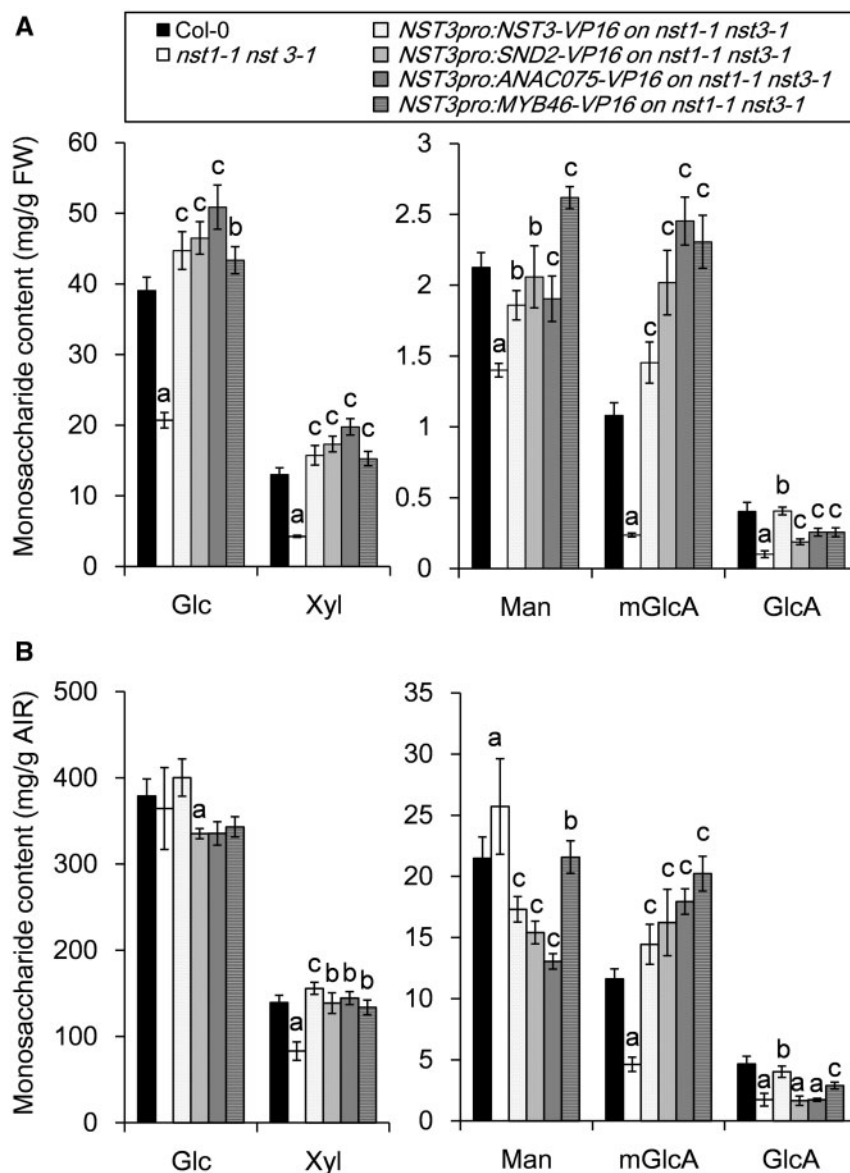 A
Col-0
nst1-1 nst 3-1
NST3pro:NST3-VP16 on nst1-1 nst3-1
NST3pro:SND2-VP16 on nst1-1 nst3-1
NST3pro:ANAC075-VP16 on nst1-1 nst3-1
NST3pro:MYB46-VP16 on nst1-1 nst3-1
Monosaccharide content (mg/g FW)
60
50
40
30
20
10
0
a
c
c
c
b
a
c
c
c
c
Glc
Xyl
3
2.5
2
1.5
1
0.5
0
a
b
b
c
c
a
c
c
c
c
a
b
c
c
c
Man
mGlcA
GlcA
B
Monosaccharide content (mg/g AIR)
500
400
300
200
100
0
a
a
c
b
b
b
Glc
Xyl
35
30
25
20
15
10
5
0
a
c
c
c
b
a
c
c
c
c
a
b
a
a
c
Man
mGlcA
GlcA